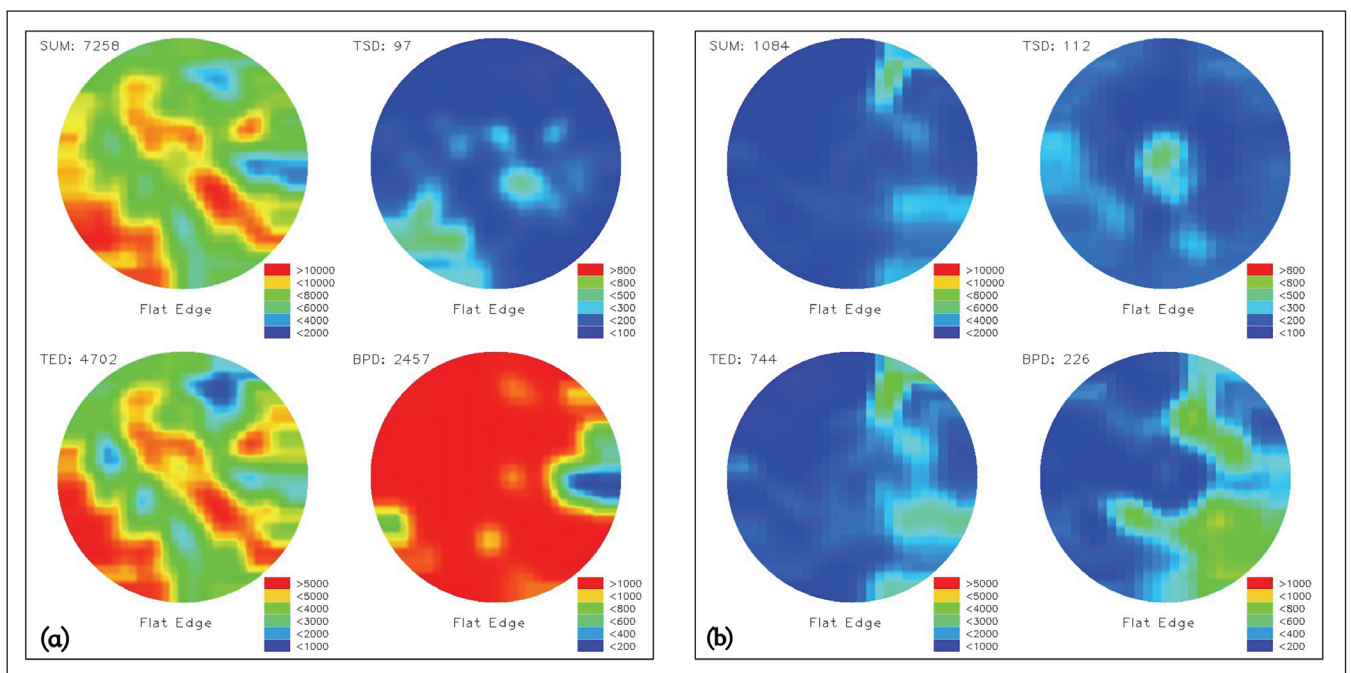 SUM: 7258
TSD: 97
>10000
<10000
<8000
<6000
<4000
<2000
Flat Edge
>800
<800
<500
<300
<200
<100
Flat Edge
TED: 4702
BPD: 2457
>5000
<5000
<4000
<3000
<2000
<1000
Flat Edge
>1000
<1000
<800
<600
<400
<200
Flat Edge
(a)
SUM: 1084
TSD: 112
>10000
<10000
<8000
<6000
<4000
<2000
Flat Edge
>800
<800
<500
<300
<200
<100
Flat Edge
TED: 744
BPD: 226
>5000
<5000
<4000
<3000
<2000
<1000
Flat Edge
>1000
<1000
<800
<600
<400
<200
Flat Edge
(b)